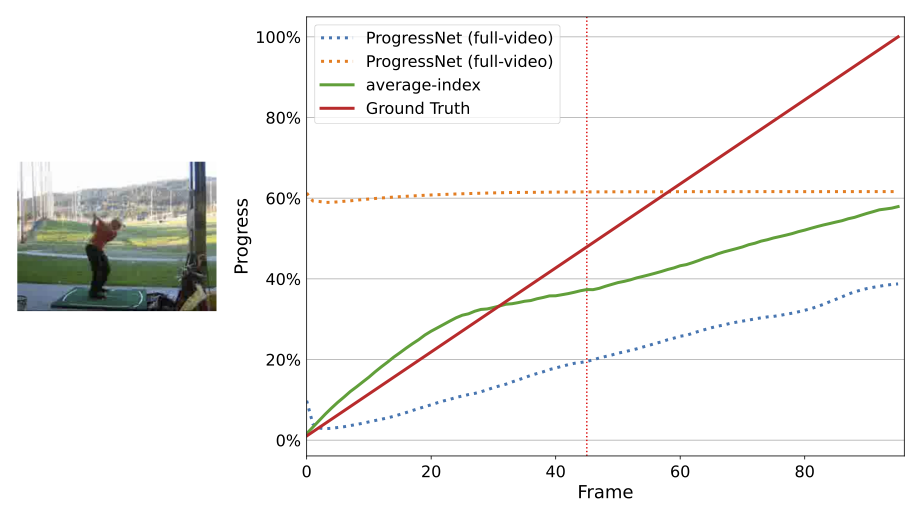 100%
80%
60%
40%
20%
0%
Progress
ProgressNet (full-video)
ProgressNet (full-video)
average-index
Ground Truth
0 20 40 60 80
Frame